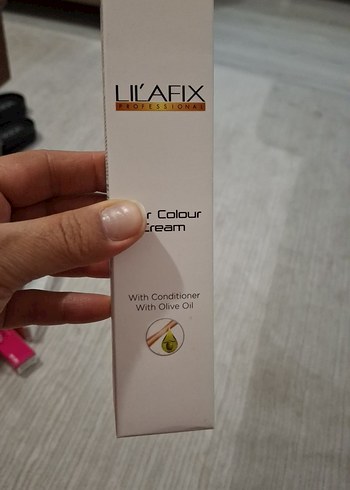 LIL'AFIX
PROFESSIONAL
r Colour
Cream
With Conditioner
With Olive Oil